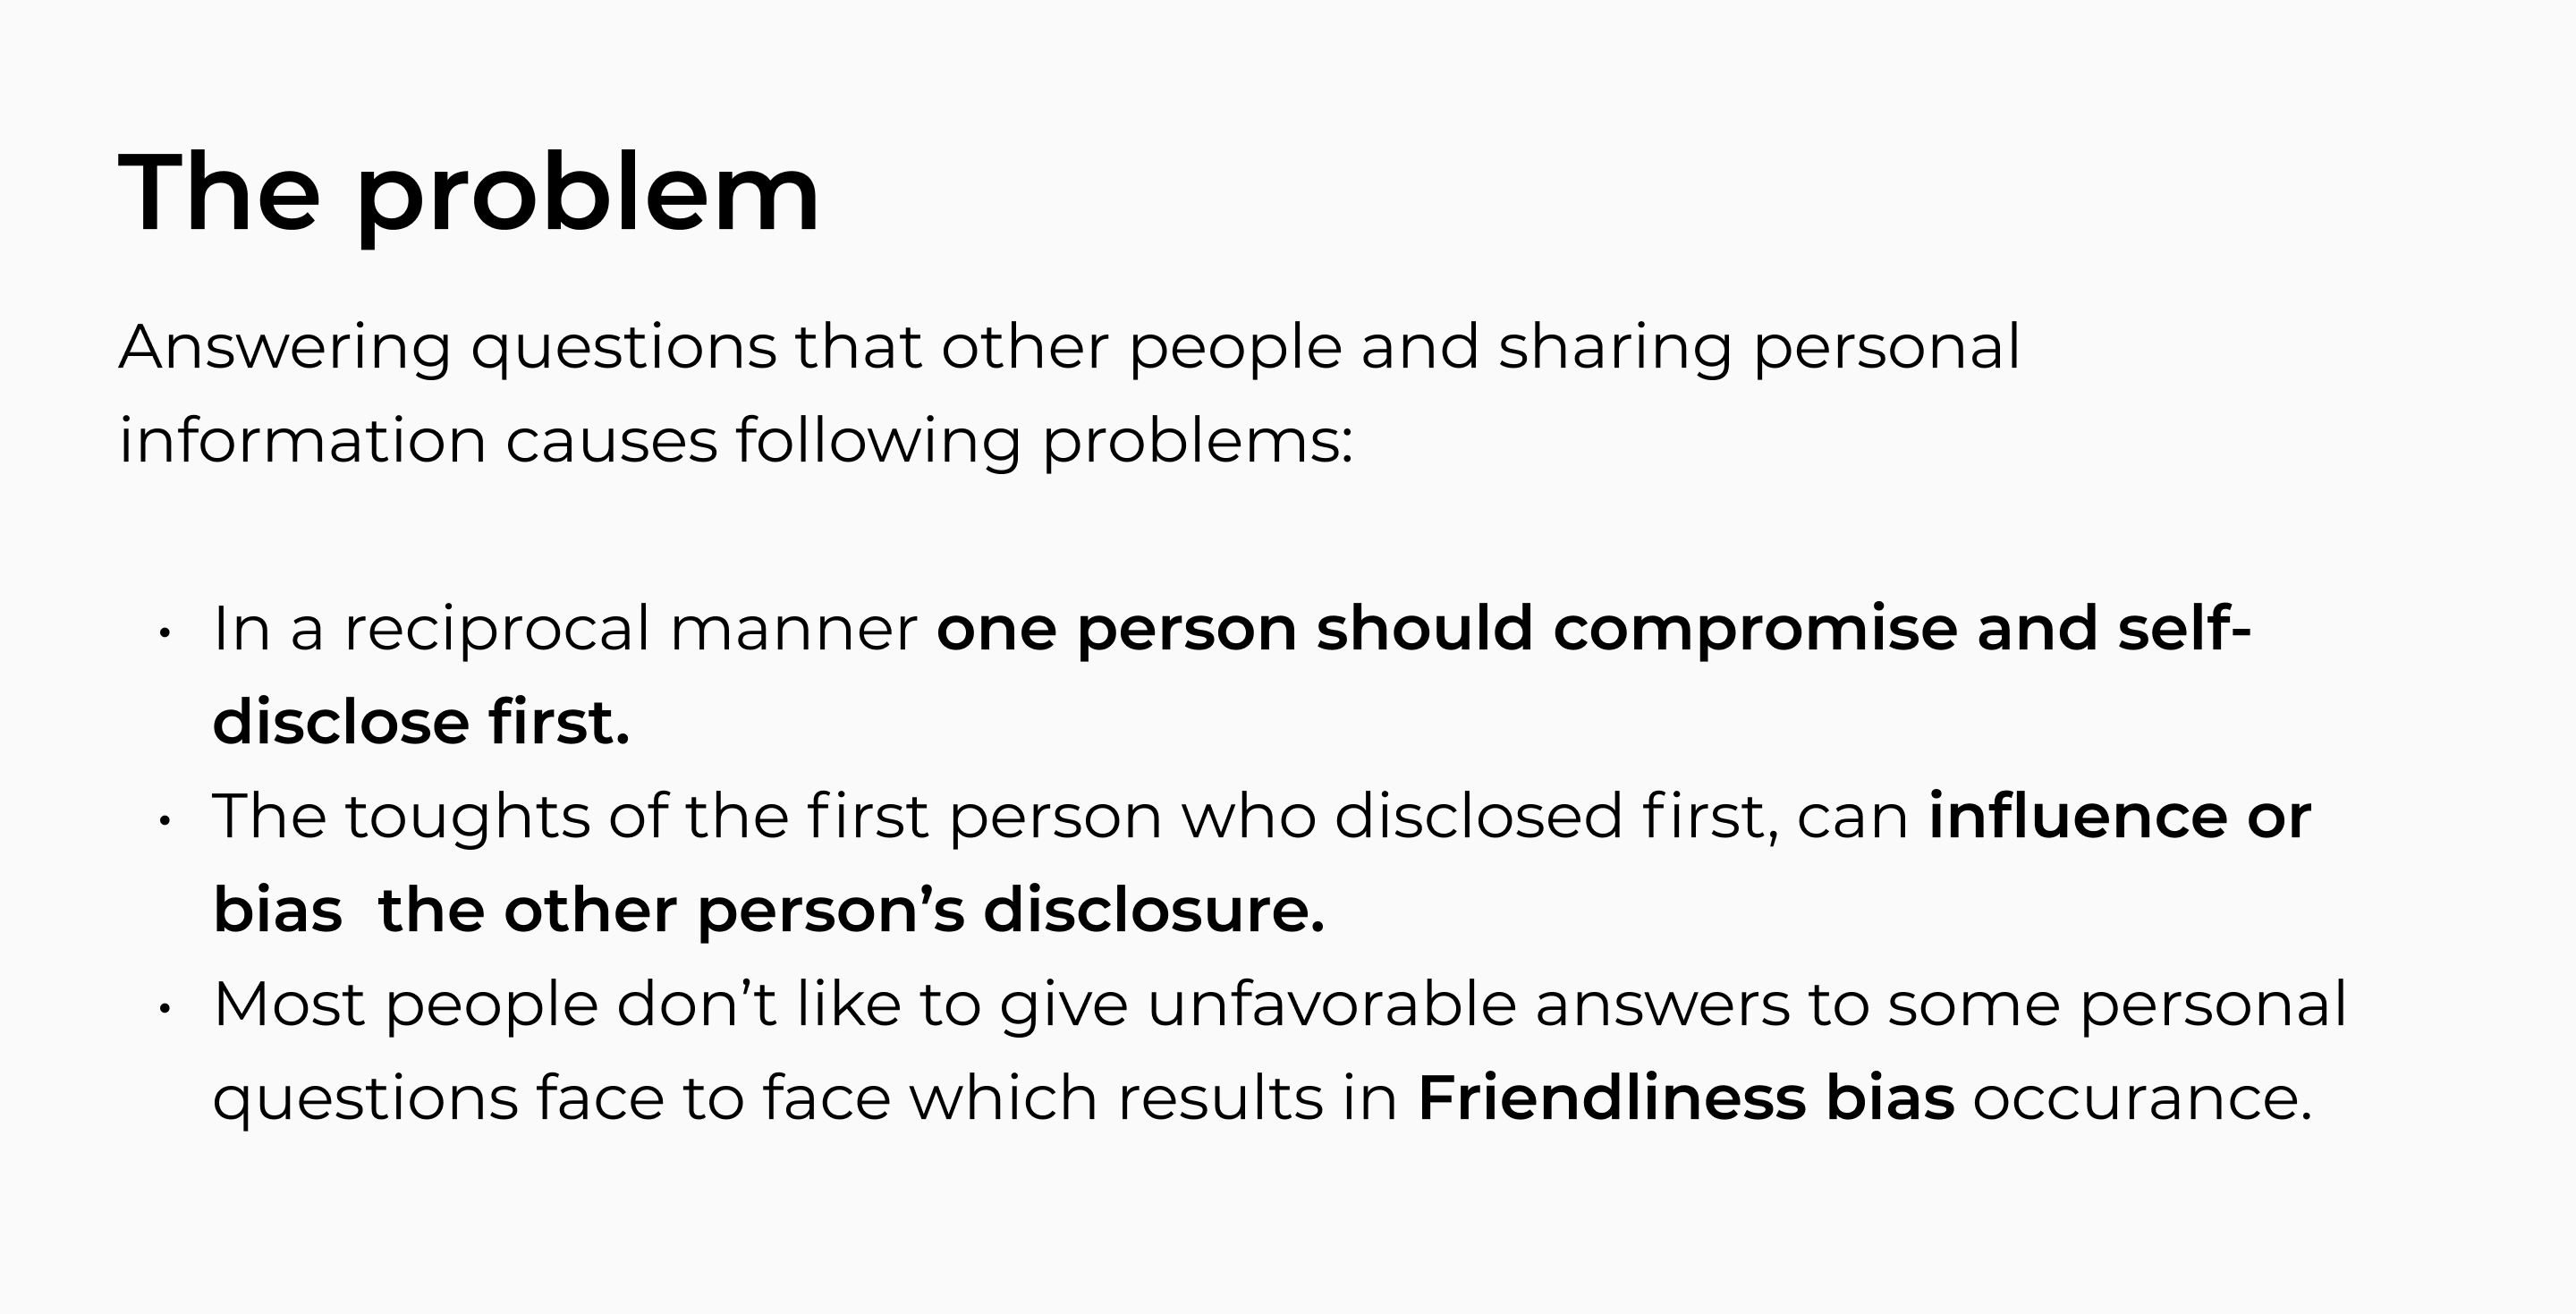 The problem
Answering questions that other people and sharing personal
information causes following problems:
• In a reciprocal manner one person should compromise and self-
disclose first.
• The toughts of the first person who disclosed first, can influence or
bias  the other person’s disclosure.
• Most people don’t like to give unfavorable answers to some personal
questions face to face which results in Friendliness bias occurance.